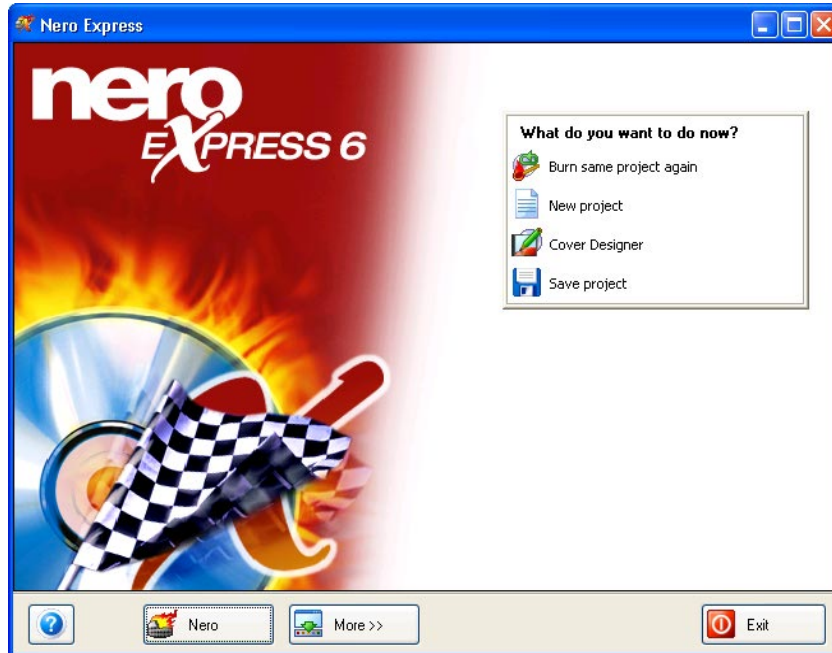 Nero Express
nero
EXPRESS 6
What do you want to do now?
Burn same project again
New project
Cover Designer
Save project
?
Nero
More >>
Exit